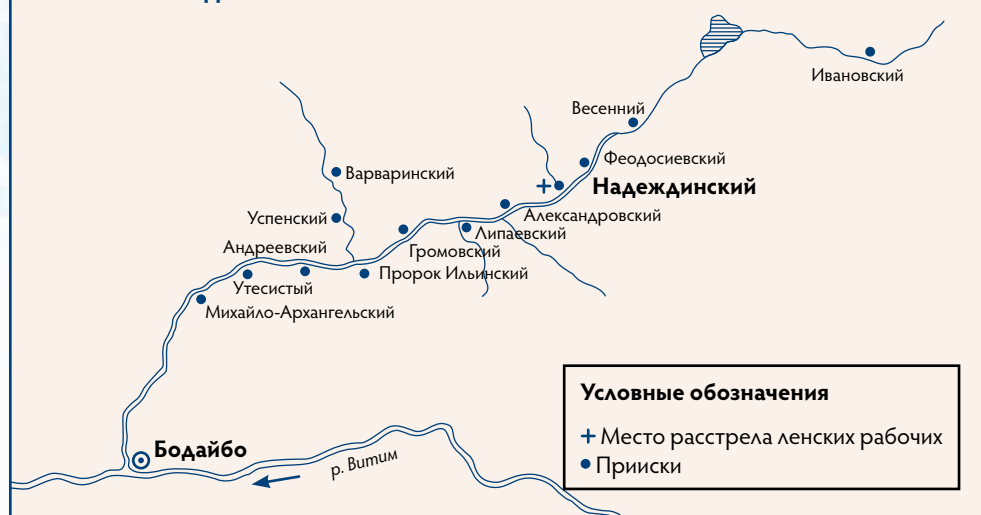 Ивановский
Весенний
Феодосиевский
Надеждинский
Варваринский
Александровский
Успенский
Липаевский
Андреевский
Громовский
Пророк Ильинский
Утесистый
Михайло-Архангельский
Условные обозначения
Место расстрела ленских рабочих
Прииски
Бодайбо
р. Витим